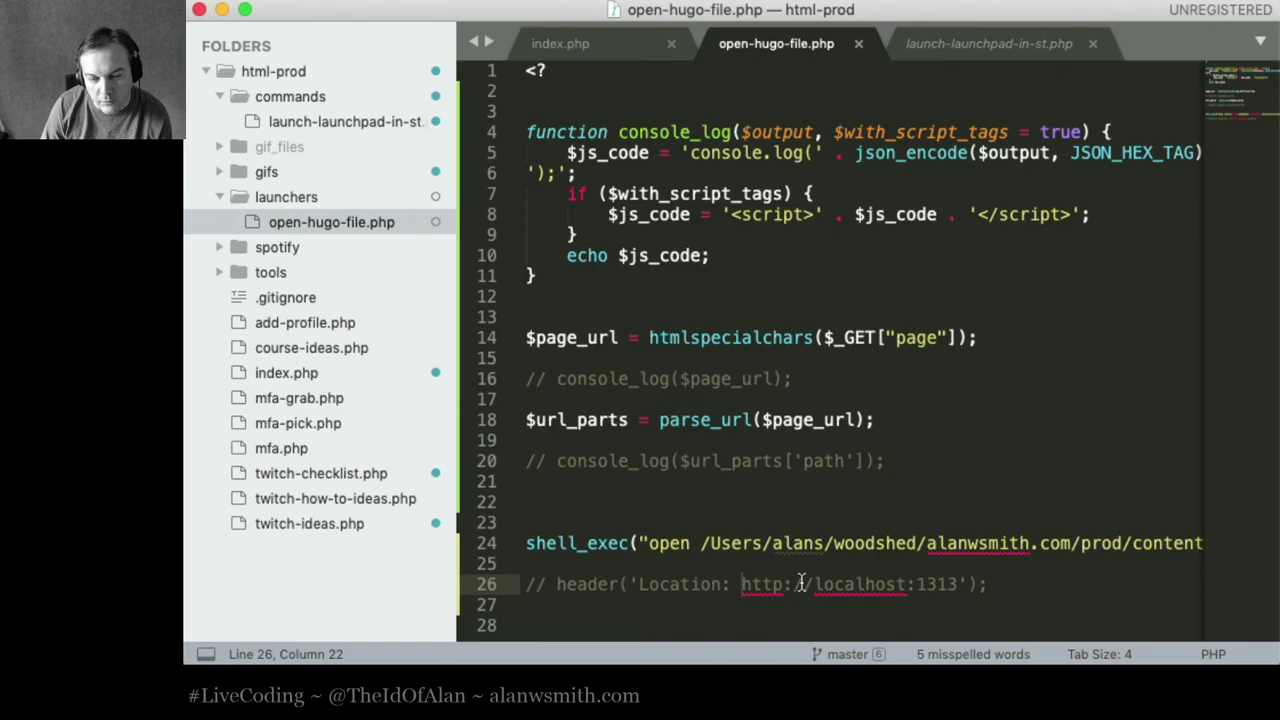 open-hugo-file.php — html-prod
UNREGISTERED
FOLDERS
html-prod
commands
launch-launchpad-in-st.
gif_files
gifs
launchers
open-hugo-file.php
spotify
tools
.gitignore
add-profile.php
course-ideas.php
index.php
mfa-grab.php
mfa-pick.php
mfa.php
twitch-checklist.php
twitch-how-to-ideas.php
twitch-ideas.php
index.php
open-hugo-file.php
launch-launchpad-in-st.php
1 <?
2
3
4 function console_log($output, $with_script_tags = true) {
5 $js_code = 'console.log(' . json_encode($output, JSON_HEX_TAG)
6 ');';
7 if ($with_script_tags) {
8 $js_code = '<script>' . $js_code . '</script>';
9 }
10 echo $js_code;
11 }
12
13
14 $page_url = htmlspecialchars($_GET["page"]);
15
16 // console_log($page_url);
17
18 $url_parts = parse_url($page_url);
19
20 // console_log($url_parts['path']);
21
22
23
24 shell_exec("open /Users/alans/woodshed/alanwsmith.com/prod/content
25
26 // header('Location: http://localhost:1313');
27
28
Line 26, Column 22
master 6
5 misspelled words
Tab Size: 4
PHP
#LiveCoding ~ @TheIdOfAlan ~ alanwsmith.com